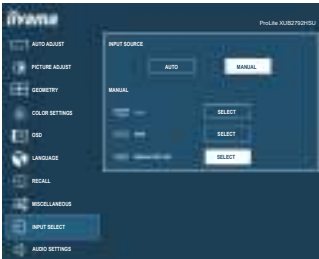 iiyama
ProLite XUB2792HSU
AUTO ADJUST
PICTURE ADJUST
GEOMETRY
COLOR SETTINGS
OSD
LANGUAGE
RECALL
MISCELLANEOUS
INPUT SELECT
AUDIO SETTINGS
INPUT SOURCE
AUTO
MANUAL
MANUAL
SELECT
SELECT
SELECT